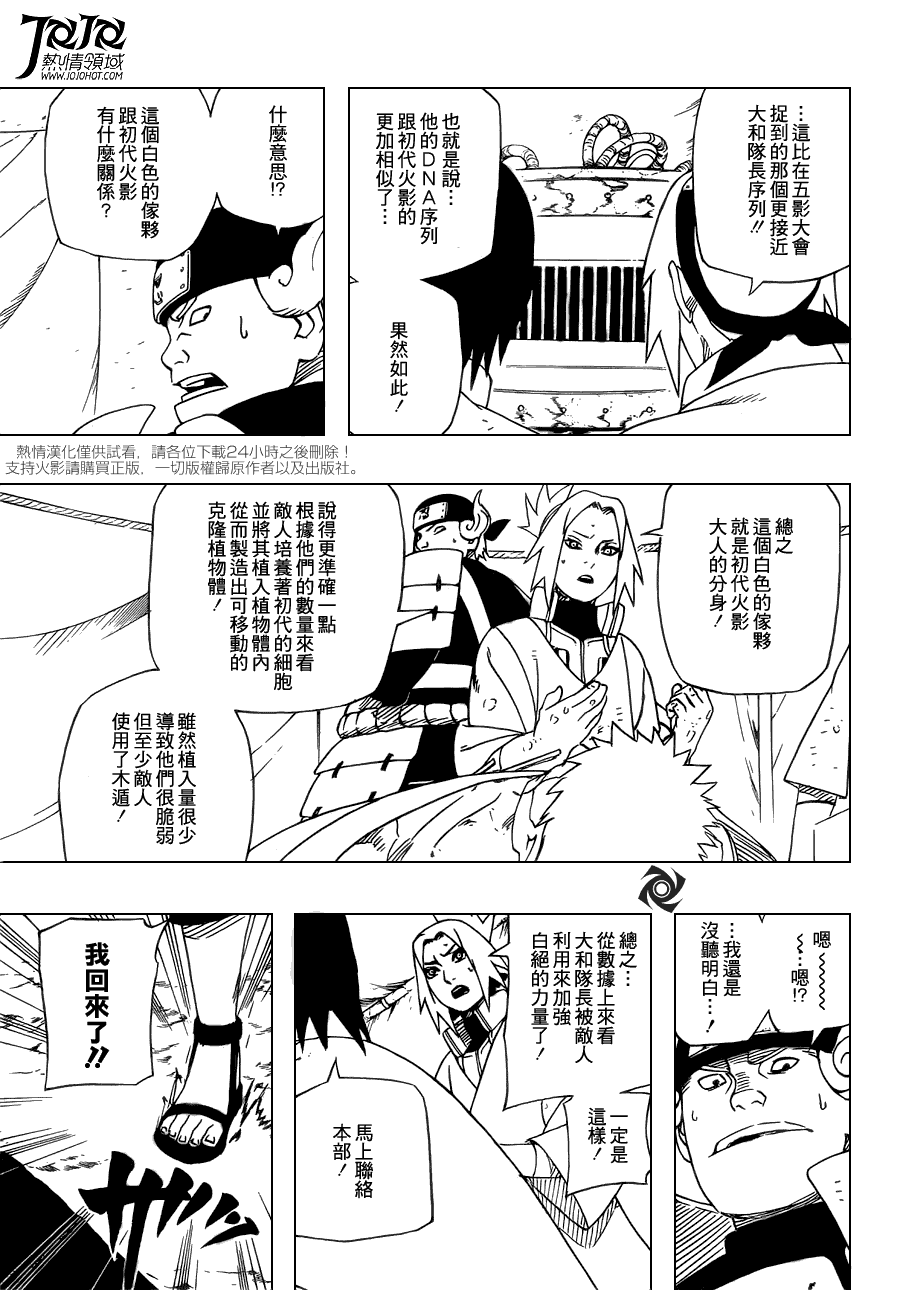 JOJO
熱情領域
WWW.JOJOHOT.COM
…這比在五影大會
捉到的那個更接近
大和隊長序列!!
也就是說…
他的DNA序列
跟初代火影的
更加相似了…
果然如此!
什麼意思!?
這個白色的傢夥
跟初代火影
有什麼關係?
熱情漢化僅供試看，請各位下載24小時之後刪除！
支持火影請購買正版，一切版權歸原作者以及出版社。
總之
這個白色的傢夥
就是初代火影
大人的分身!
說得更準確一點
根據他們的數量來看
敵人培養著初代的細胞
並將其植入植物體內
從而製造出可移動的
克隆植物體!
雖然植入量很少
導致他們很脆弱
但至少敵人
使用了木遁!
嗯~~~~
~~…嗯!?
…我還是
沒聽明白…!
總之…
從數據上來看
大和隊長被敵人
利用來加強
白絕的力量了!
一定是
這樣!
馬上聯絡
本部!
我回來了!!
ザザッ